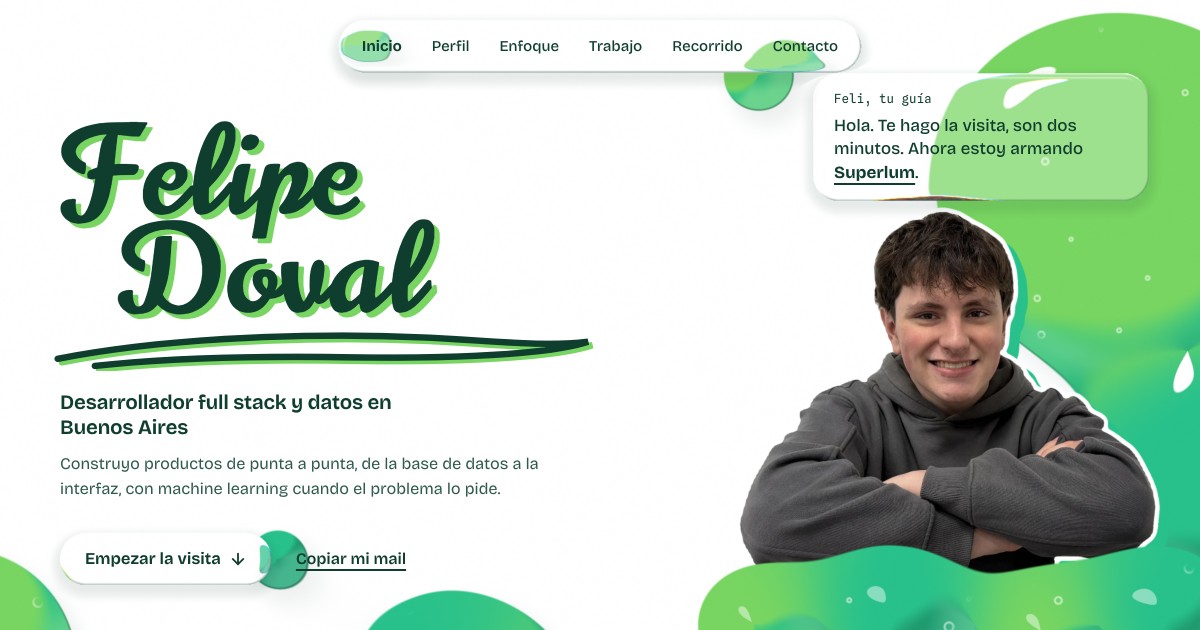 Inicio Perfil Enfoque Trabajo Recorrido Contacto
Feli, tu guía
Hola. Te hago la visita, son dos
minutos. Ahora estoy armando
Superlum.
Felipe
Doval
Desarrollador full stack y datos en
Buenos Aires
Construyo productos de punta a punta, de la base de datos a la
interfaz, con machine learning cuando el problema lo pide.
Empezar la visita ↓ Copiar mi mail